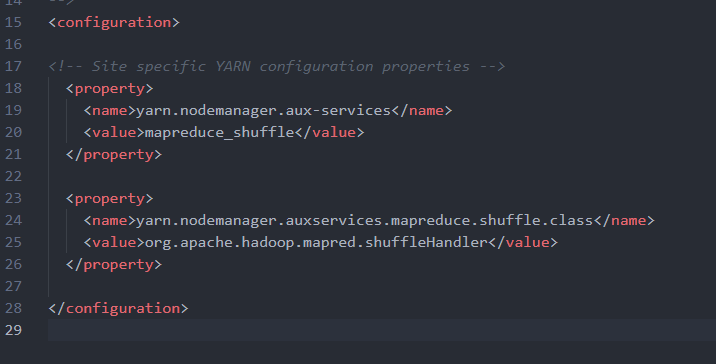 14 -->
15 <configuration>
16
17 <!-- Site specific YARN configuration properties -->
18 <property>
19 <name>yarn.nodemanager.aux-services</name>
20 <value>mapreduce_shuffle</value>
21 </property>
22
23 <property>
24 <name>yarn.nodemanager.auxservices.mapreduce.shuffle.class</name>
25 <value>org.apache.hadoop.mapred.shuffleHandler</value>
26 </property>
27
28 </configuration>
29